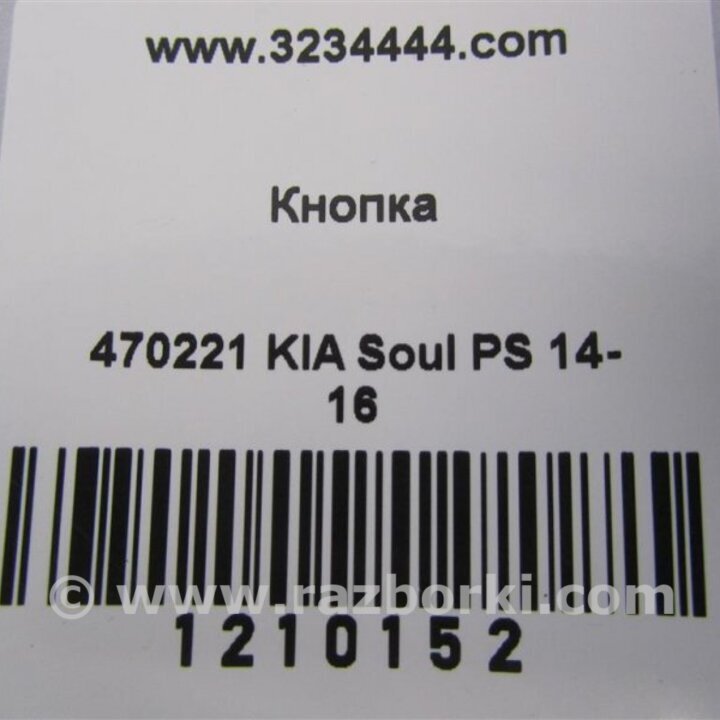 www.3234444.com
Кнопка
470221 KIA Soul PS 14-
16
© www.razborki.com
1210152